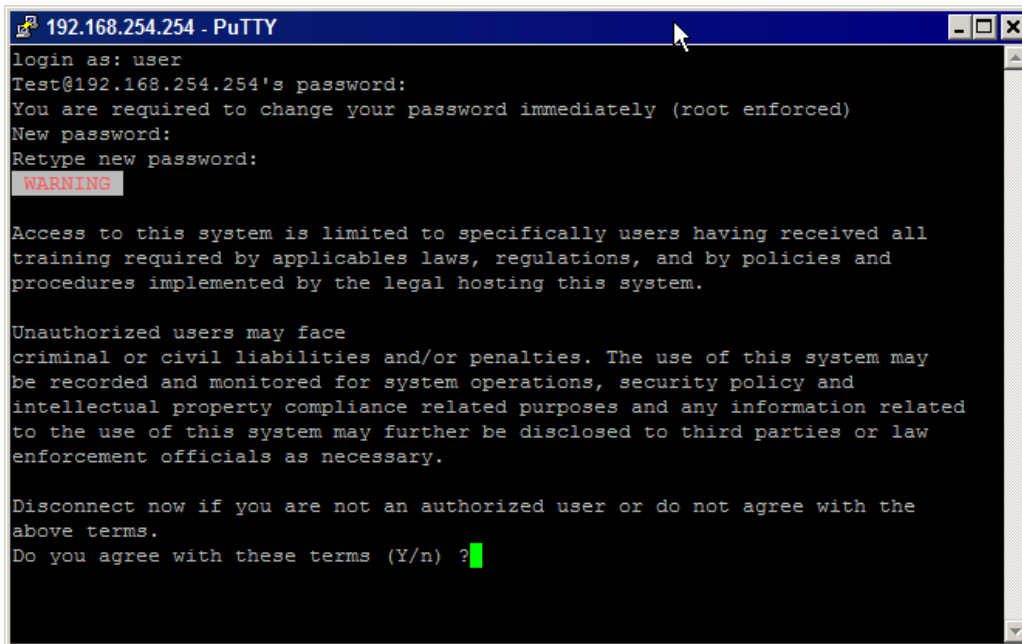 192.168.254.254 - PuTTY
login as: user
Test@192.168.254.254's password:
You are required to change your password immediately (root enforced)
New password:
Retype new password:
WARNING
Access to this system is limited to specifically users having received all
training required by applicables laws, regulations, and by policies and
procedures implemented by the legal hosting this system.
Unauthorized users may face
criminal or civil liabilities and/or penalties. The use of this system may
be recorded and monitored for system operations, security policy and
intellectual property compliance related purposes and any information related
to the use of this system may further be disclosed to third parties or law
enforcement officials as necessary.
Disconnect now if you are not an authorized user or do not agree with the
above terms.
Do you agree with these terms (Y/n) ?